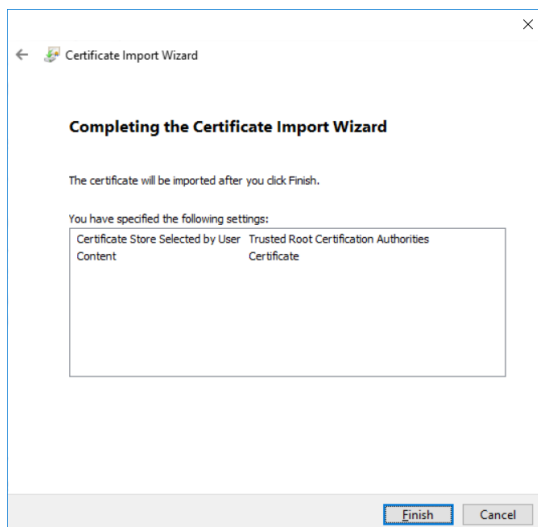 Certificate Import Wizard
Completing the Certificate Import Wizard
The certificate will be imported after you click Finish.
You have specified the following settings:
Certificate Store Selected by User Trusted Root Certification Authorities
Content Certificate
Finish Cancel